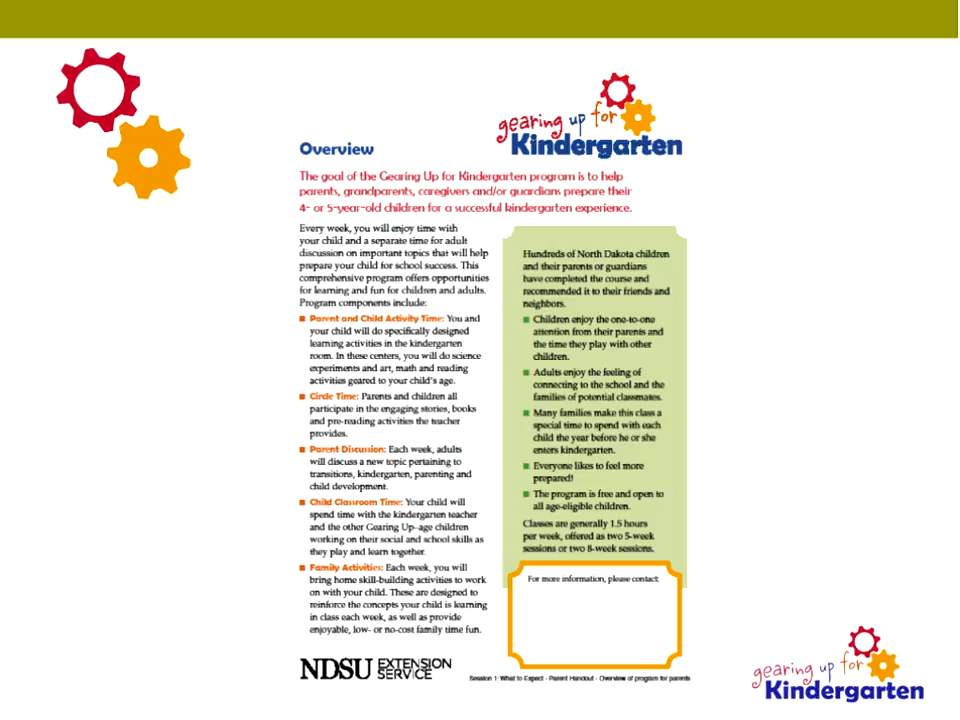 gearing up for
Kindergarten
Overview
The goal of the Gearing Up for Kindergarten program is to help
parents, grandparents, caregivers and/or guardians prepare their
4- or 5-year-old children for a successful kindergarten experience.
Every week, you will enjoy time with
your child and a separate time for adult
discussion on important topics that will help
prepare your child for school success. This
comprehensive program offers opportunities
for learning and fun for children and adults.
Program components include:
■ Parent and Child Activity Time: You and
your child will do specifically designed
learning activities in the kindergarten
room. In these centers, you will do science
experiments and art, math and reading
activities geared to your child's age.
■ Circle Time: Parents and children all
participate in the engaging stories, books
and pre-reading activities the teacher
provides.
■ Parent Discussion: Each week, adults
will discuss a new topic pertaining to
transitions, kindergarten, parenting and
child development.
■ Child Classroom Time: Your child will
spend time with the kindergarten teacher
and the other Gearing Up-age children
working on their social and school skills as
they play and learn together.
■ Family Activities: Each week, you will
bring home skill-building activities to work
on with your child. These are designed to
reinforce the concepts your child is learning
in class each week, as well as provide
enjoyable, low- or no-cost family time fun.
Hundreds of North Dakota children
and their parents or guardians
have completed the course and
recommended it to their friends and
neighbors.
■ Children enjoy the one-to-one
attention from their parents and
the time they play with other
children.
■ Adults enjoy the feeling of
connecting to the school and the
families of potential classmates.
■ Many families make this class a
special time to spend with each
child the year before he or she
enters kindergarten.
■ Everyone likes to feel more
prepared!
■ The program is free and open to
all age-eligible children.
Classes are generally 1.5 hours
per week, offered as two 5-week
sessions or two 8-week sessions.
For more information, please contact:
NDSU EXTENSION
SERVICE
Session 1: What to Expect - Parent Handout - Overview of program for parents
gearing up for
Kindergarten